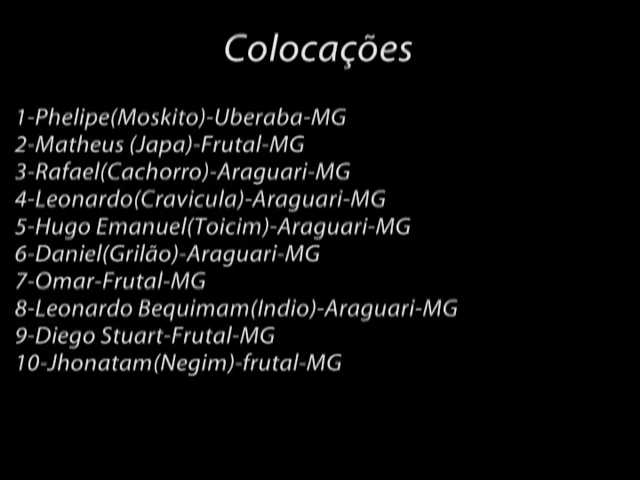 Colocações
1-Phelipe(Moskito)-Uberaba-MG
2-Matheus (Japa)-Frutal-MG
3-Rafael(Cachorro)-Araguari-MG
4-Leonardo(Cravicula)-Araguari-MG
5-Hugo Emanuel(Toicim)-Araguari-MG
6-Daniel(Grilão)-Araguari-MG
7-Omar-Frutal-MG
8-Leonardo Bequimam(Indio)-Araguari-MG
9-Diego Stuart-Frutal-MG
10-Jhonatam(Negim)-frutal-MG